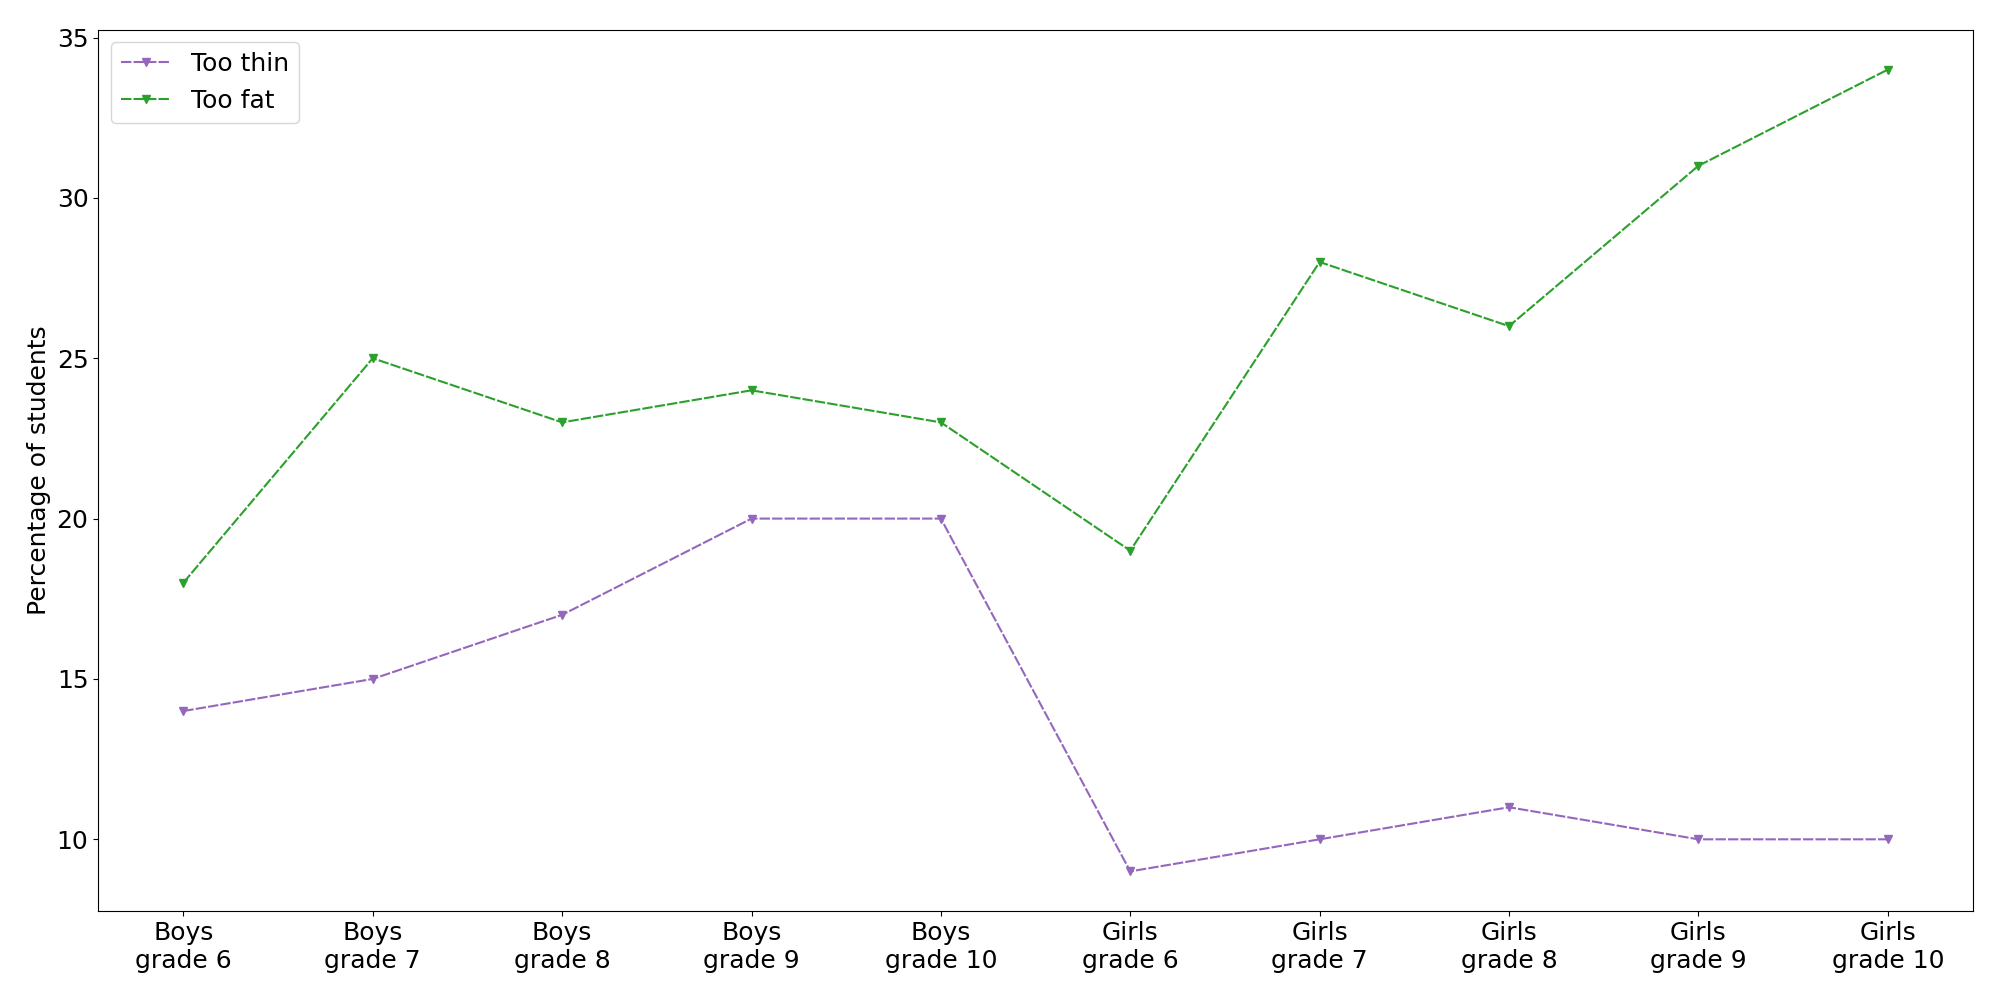 Too thin
Too fat
Percentage of students
35
30
25
20
15
10
Boys
grade 6
Boys
grade 7
Boys
grade 8
Boys
grade 9
Boys
grade 10
Girls
grade 6
Girls
grade 7
Girls
grade 8
Girls
grade 9
Girls
grade 10